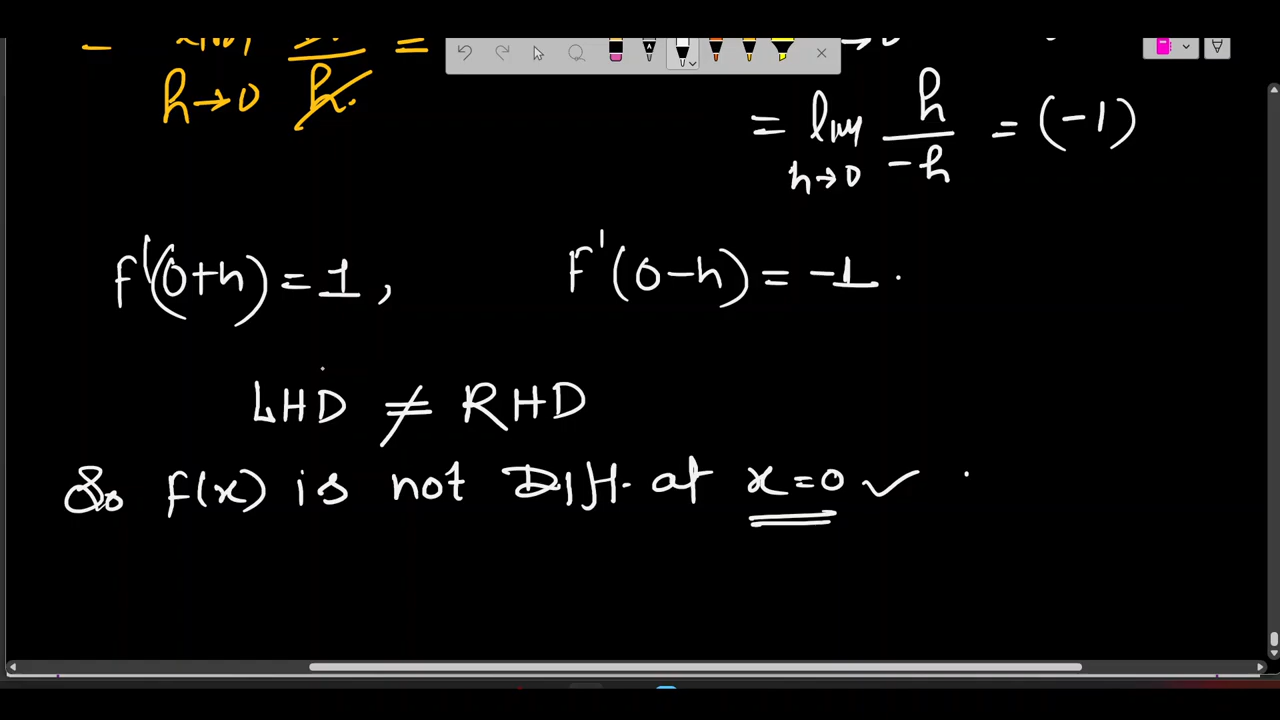 h→0 h.
= lim h/-h = (-1)
h→0
f'(0+h) = 1, F'(0-h) = -1.
LHD ≠ RHD
So f(x) is not Diff. at x=0 ✓